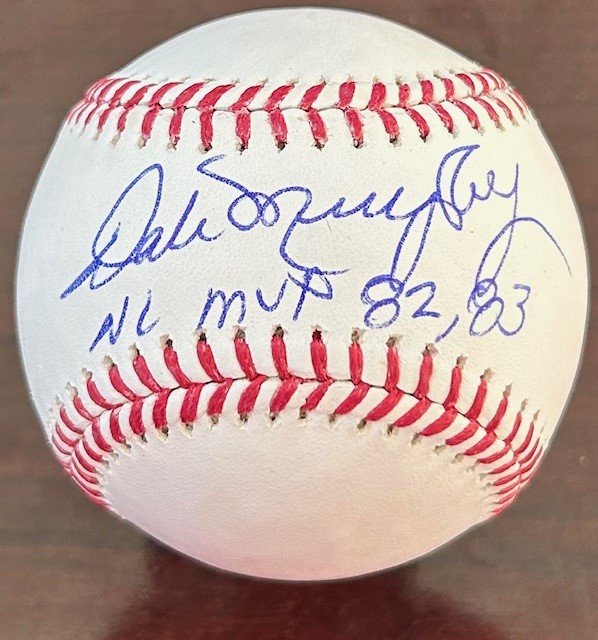 Dale Murphy
NL MVP 82, 83